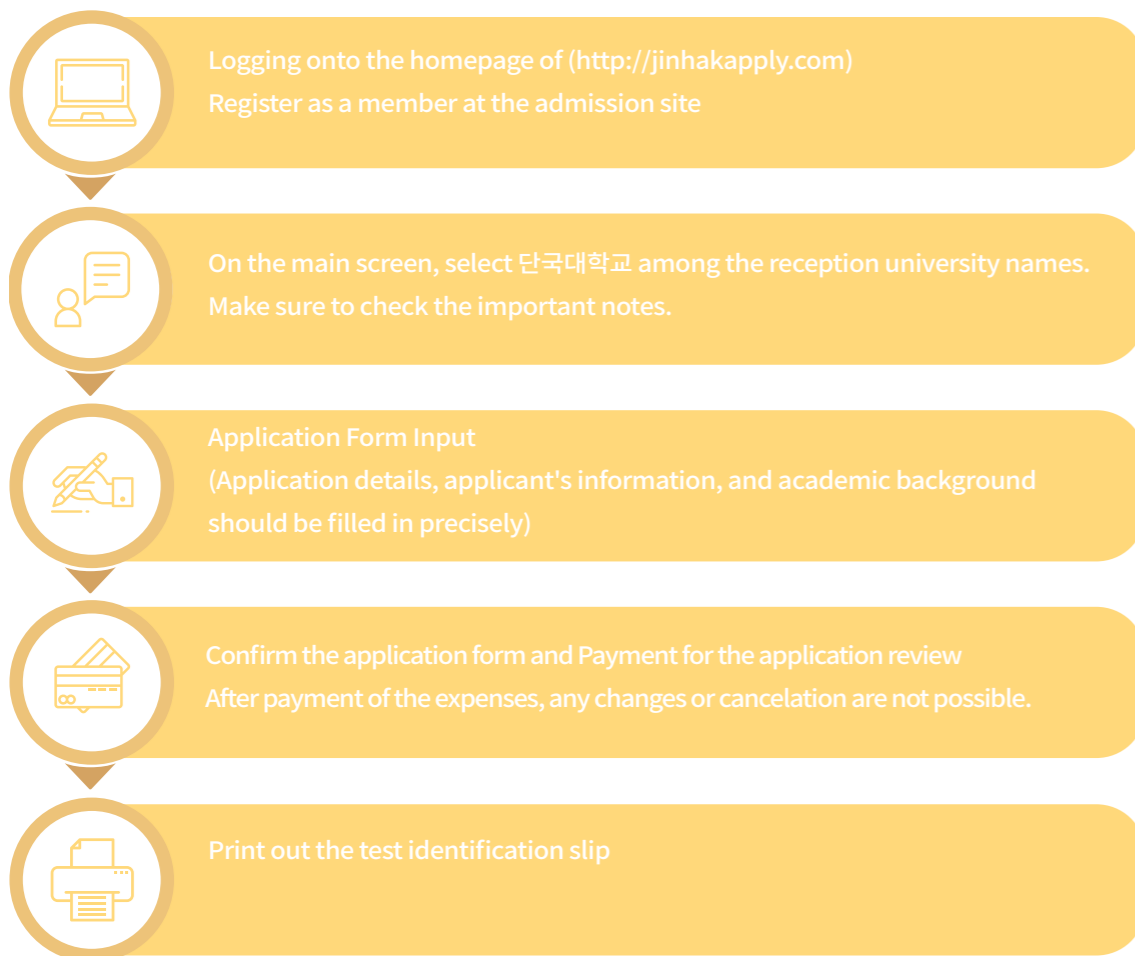 Logging onto the homepage of (http://jinhakapply.com)
Register as a member at the admission site
On the main screen, select 단국대학교 among the reception university names.
Make sure to check the important notes.
Application Form Input
(Application details, applicant's information, and academic background
should be filled in precisely)
Confirm the application form and Payment for the application review
After payment of the expenses, any changes or cancelation are not possible.
Print out the test identification slip